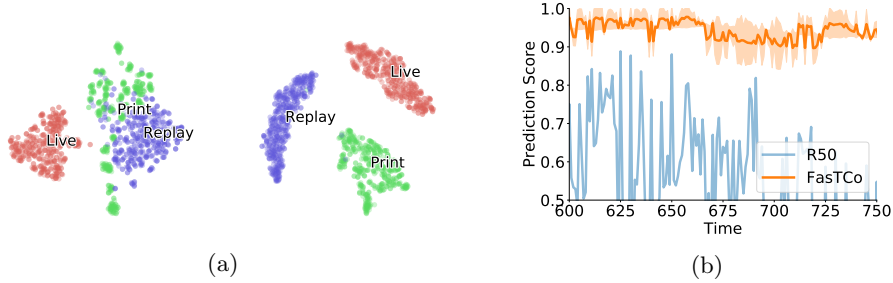 Live
Print
Replay
Replay
Live
Print
(a)
Prediction Score
1.0
0.9
0.8
0.7
0.6
0.5
600
625
650
675
700
725
750
Time
R50
FasTCo
(b)